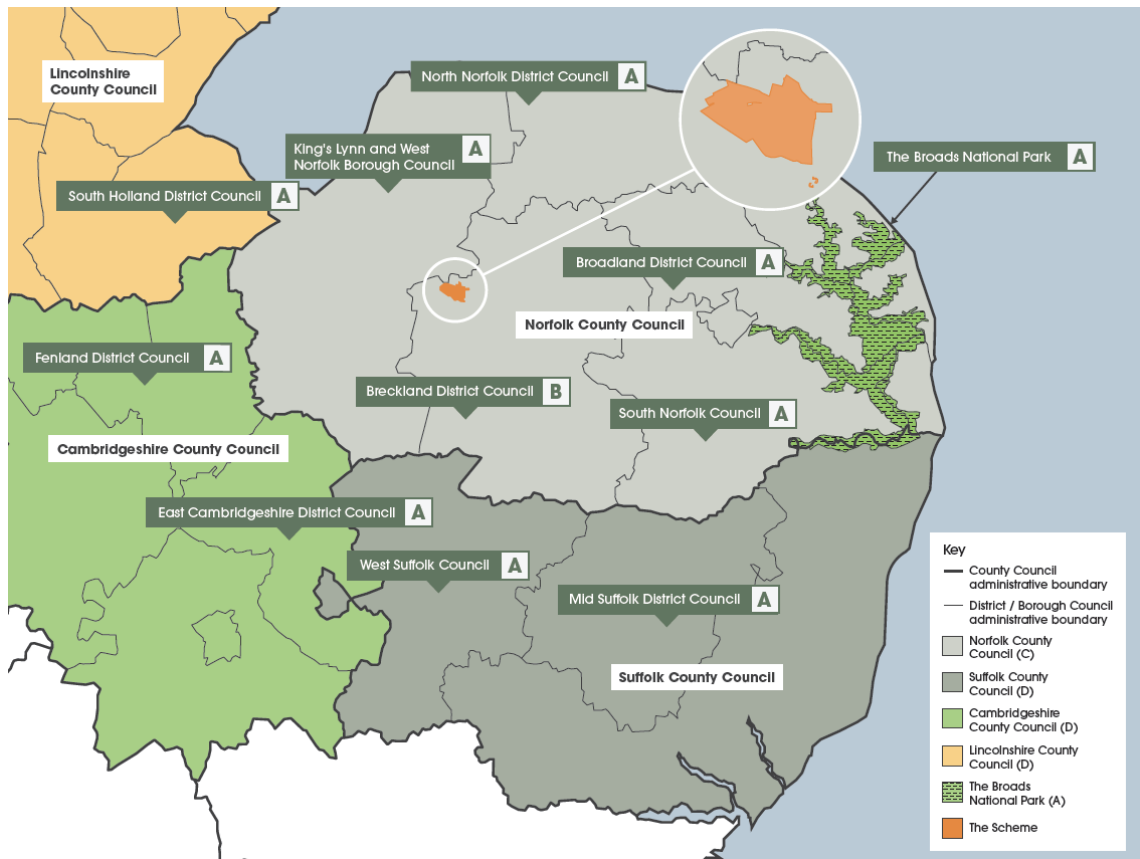 Lincolnshire
County Council
North Norfolk District Council A
King's Lynn and West
Norfolk Borough Council A
The Broads National Park A
South Holland District Council A
Broadland District Council A
Norfolk County Council
Fenland District Council A
Breckland District Council B
South Norfolk Council A
Cambridgeshire County Council
East Cambridgeshire District Council A
West Suffolk Council A
Mid Suffolk District Council A
Suffolk County Council
Key
County Council
administrative boundary
District / Borough Council
administrative boundary
Norfolk County
Council (C)
Suffolk County
Council (D)
Cambridgeshire
County Council (D)
Lincolnshire County
Council (D)
The Broads
National Park (A)
The Scheme